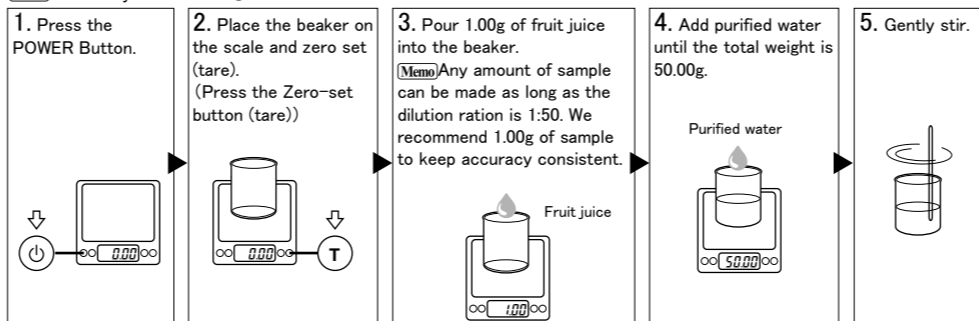 1. Press the
POWER Button.
0.00
2. Place the beaker on
the scale and zero set
(tare).
(Press the Zero-set
button (tare))
0.00
T
3. Pour 1.00g of fruit juice
into the beaker.
Memo Any amount of sample
can be made as long as the
dilution ration is 1:50. We
recommend 1.00g of sample
to keep accuracy consistent.
Fruit juice
1.00
4. Add purified water
until the total weight is
50.00g.
Purified water
50.00
5. Gently stir.